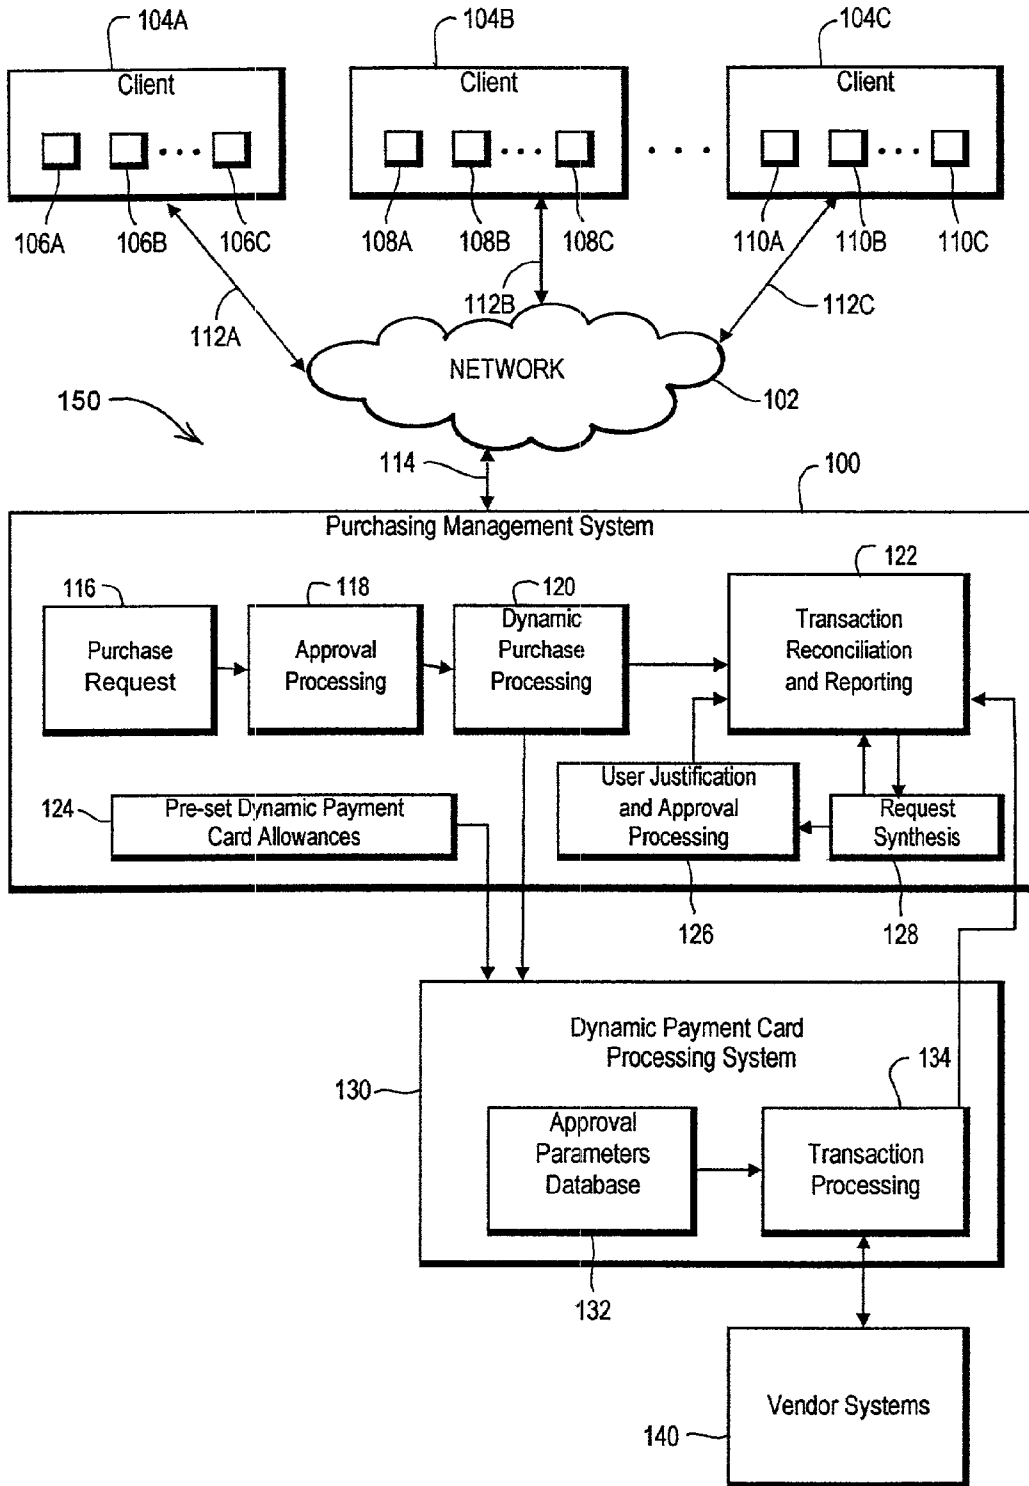 104A
104B
104C
Client
Client
Client
106A
106B
106C
108A
108B
108C
110A
110B
110C
112A
112B
112C
NETWORK
102
150
114
100
Purchasing Management System
116
118
120
122
Purchase
Request
Approval
Processing
Dynamic
Purchase
Processing
Transaction
Reconciliation
and Reporting
124
Pre-set Dynamic Payment
Card Allowances
User Justification
and Approval
Processing
Request
Synthesis
126
128
Dynamic Payment Card
Processing System
130
134
Approval
Parameters
Database
Transaction
Processing
132
Vendor Systems
140